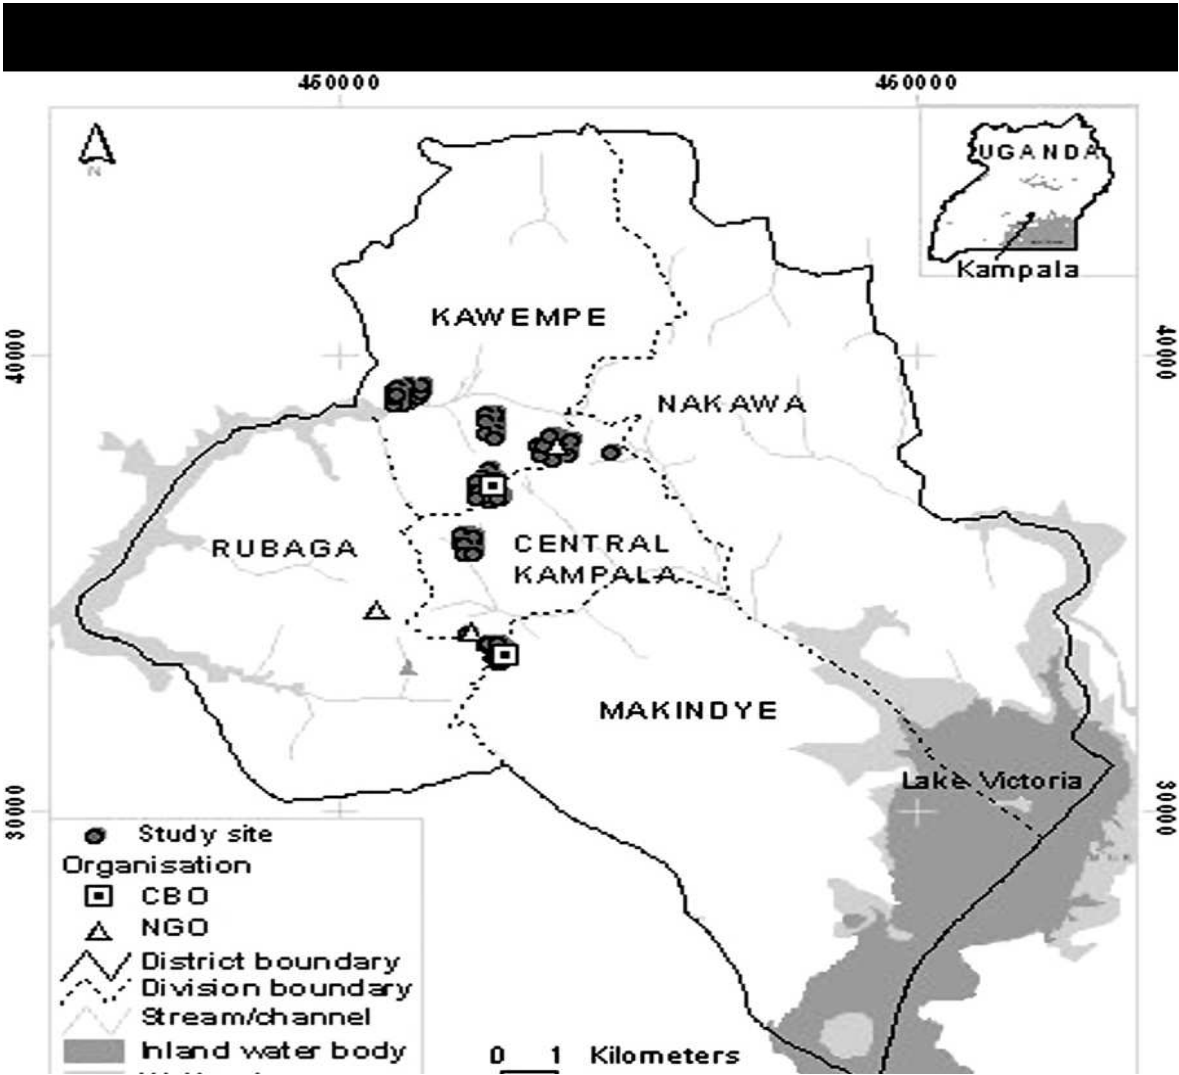 460000 460000
N
UGANDA
Kampala
KAWEMPE
40000 40000
NAKAWA
RUBAGA
CENTRAL
KAMPALA
MAKINDYE
Lake Victoria
30000 30000
Study site
Organisation
CBO
NGO
District boundary
Division boundary
Stream/channel
Inland water body
0 1 Kilometers